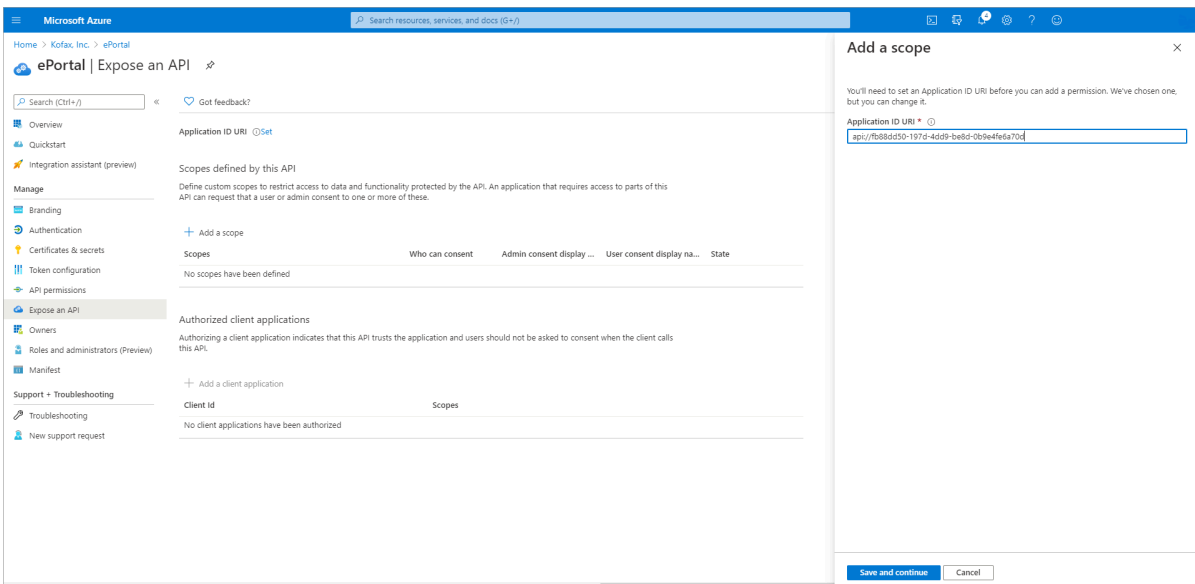 Microsoft Azure
Search resources, services, and docs (G+/)
4
Home > Kofax, Inc. > ePortal
ePortal | Expose an API
Search (Ctrl+/)
«
Overview
Quickstart
Integration assistant (preview)
Manage
Branding
Authentication
Certificates & secrets
Token configuration
API permissions
Expose an API
Owners
Roles and administrators (Preview)
Manifest
Support + Troubleshooting
Troubleshooting
New support request
Got feedback?
Application ID URI Set
Scopes defined by this API
Define custom scopes to restrict access to data and functionality protected by the API. An application that requires access to parts of this
API can request that a user or admin consent to one or more of these.
+ Add a scope
Scopes Who can consent Admin consent display ... User consent display na... State
No scopes have been defined
Authorized client applications
Authorizing a client application indicates that this API trusts the application and users should not be asked to consent when the client calls
this API.
+ Add a client application
Client Id Scopes
No client applications have been authorized
Add a scope
You'll need to set an Application ID URI before you can add a permission. We've chosen one,
but you can change it.
Application ID URI *
api://fb88dd50-197d-4dd9-be8d-0b9e4fe6a70d
Save and continue Cancel